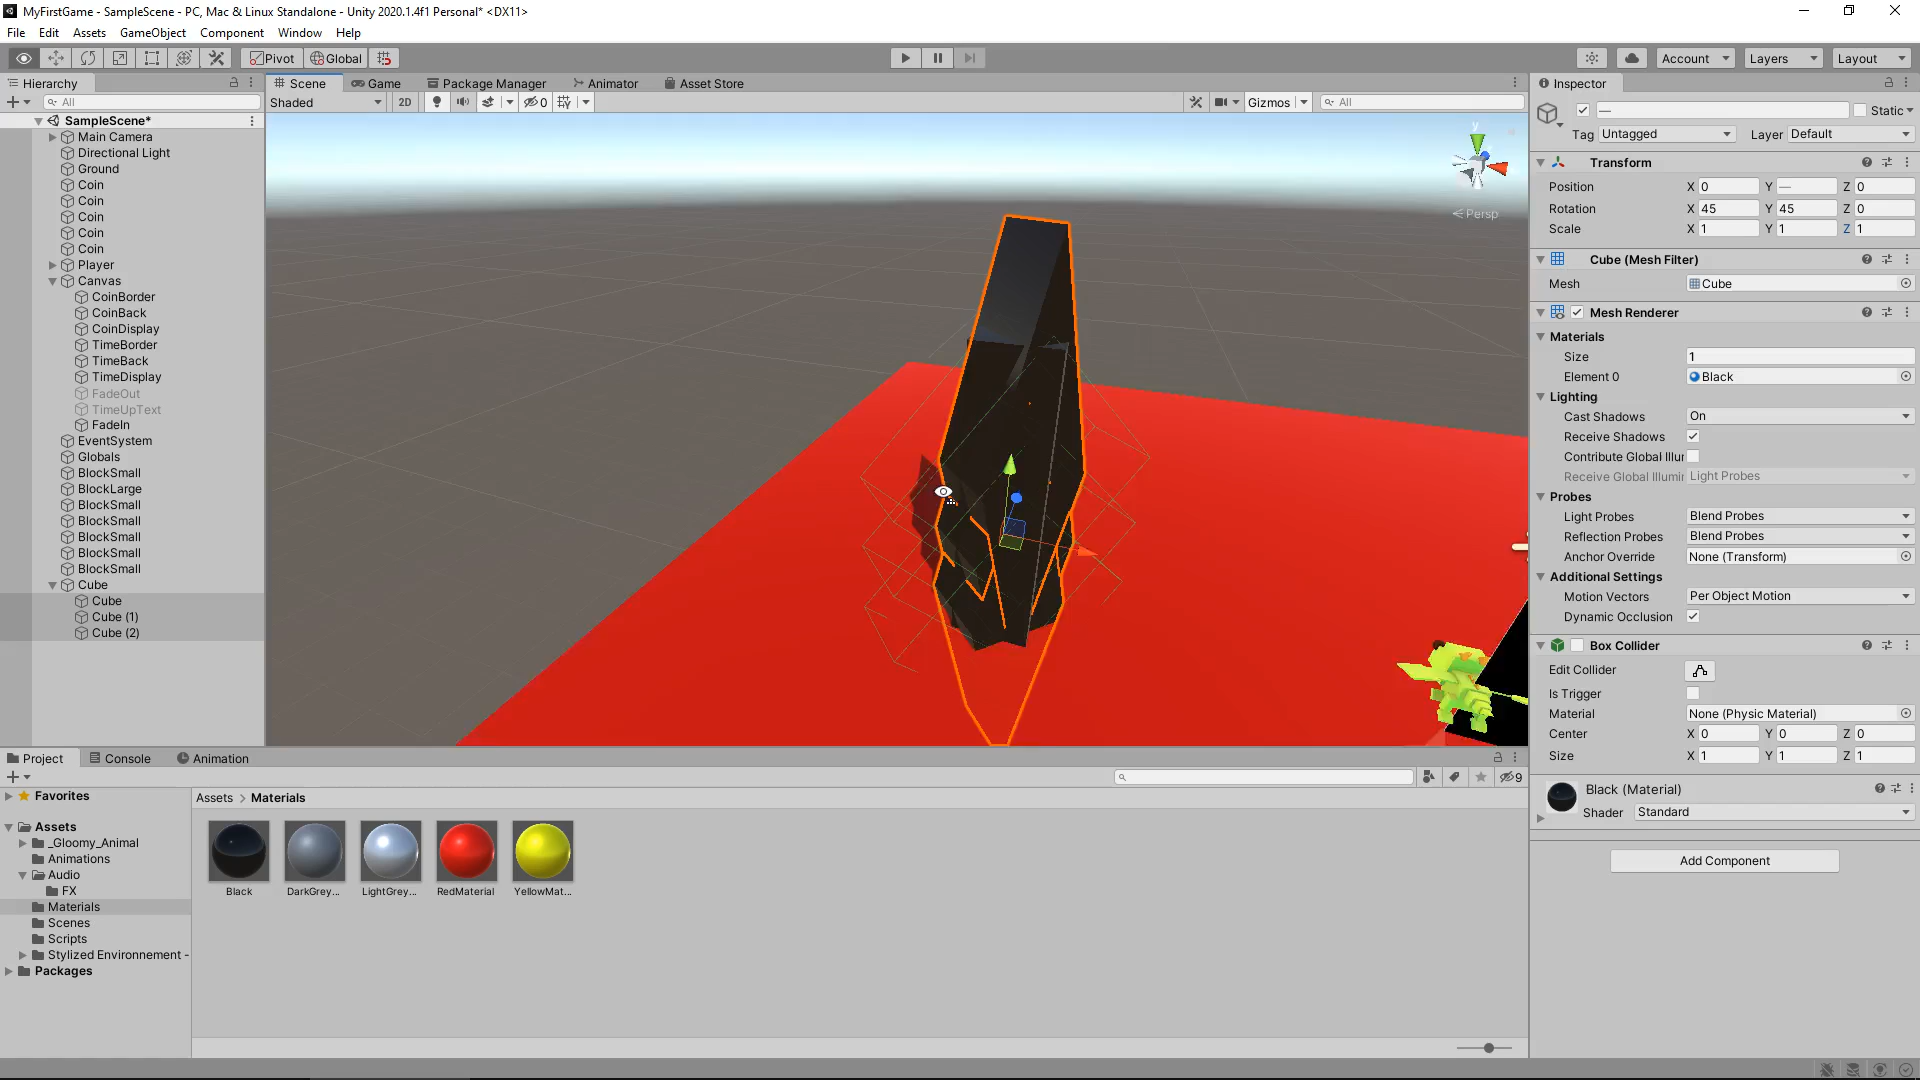 MyFirstGame - SampleScene - PC, Mac & Linux Standalone - Unity 2020.1.4f1 Personal* <DX11>
File Edit Assets GameObject Component Window Help
Pivot Global Account Layers Layout
Hierarchy
All
SampleScene*
Main Camera
Directional Light
Ground
Coin
Coin
Coin
Coin
Coin
Player
Canvas
CoinBorder
CoinBack
CoinDisplay
TimeBorder
TimeBack
TimeDisplay
FadeOut
TimeUpText
FadeIn
EventSystem
Globals
BlockSmall
BlockLarge
BlockSmall
BlockSmall
BlockSmall
BlockSmall
BlockSmall
Cube
Cube
Cube (1)
Cube (2)
Scene Game Package Manager Animator Asset Store
Shaded 2D 0 Gizmos All
y
< Persp
Inspector
— Static
Tag Untagged Layer Default
Transform
Position X 0 Y — Z 0
Rotation X 45 Y 45 Z 0
Scale X 1 Y 1 Z 1
Cube (Mesh Filter)
Mesh Cube
Mesh Renderer
Materials
Size 1
Element 0 Black
Lighting
Cast Shadows On
Receive Shadows
Contribute Global Illur
Receive Global Illumir Light Probes
Probes
Light Probes Blend Probes
Reflection Probes Blend Probes
Anchor Override None (Transform)
Additional Settings
Motion Vectors Per Object Motion
Dynamic Occlusion
Box Collider
Edit Collider
Is Trigger
Material None (Physic Material)
Center X 0 Y 0 Z 0
Size X 1 Y 1 Z 1
Black (Material)
Shader Standard
Add Component
Project Console Animation
9
Favorites
Assets
_Gloomy_Animal
Animations
Audio
FX
Materials
Scenes
Scripts
Stylized Environnement -
Packages
Assets > Materials
Black DarkGrey... LightGrey... RedMaterial YellowMat...